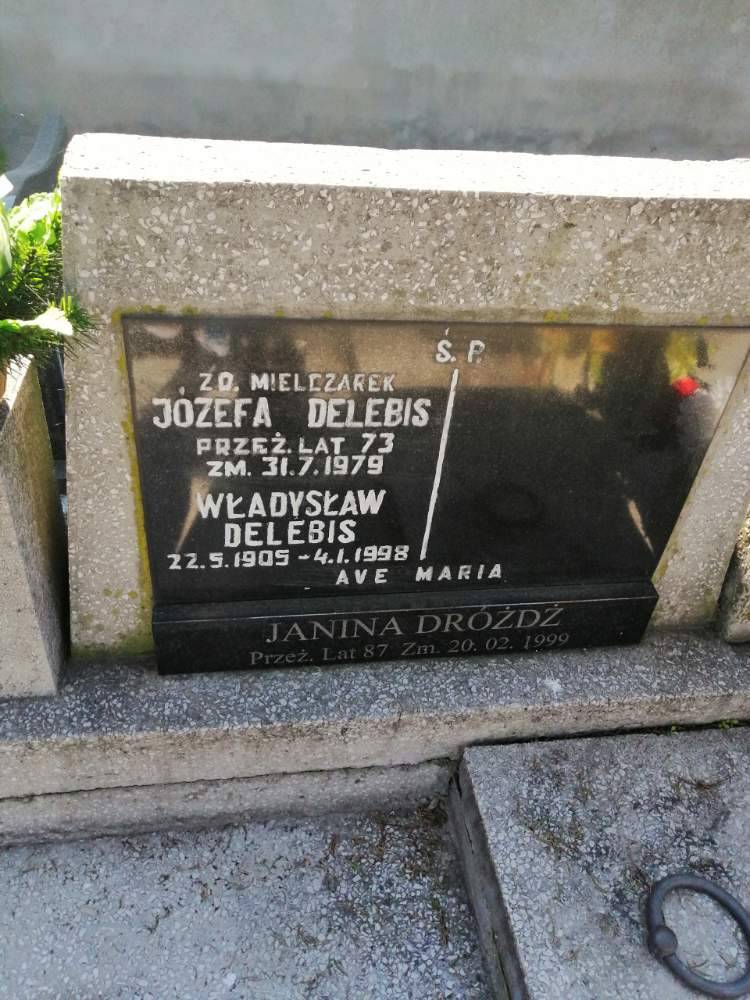 Ś. P.
Z D. MIELCZAREK
JÓZEFA DELEBIS
PRZEŻ. LAT 73
ZM. 31.7.1979
WŁADYSŁAW
DELEBIS
22.5.1905 - 4.1.1998
AVE MARIA
JANINA DRÓŻDŻ
Przeż. Lat 87 Zm. 20. 02. 1999